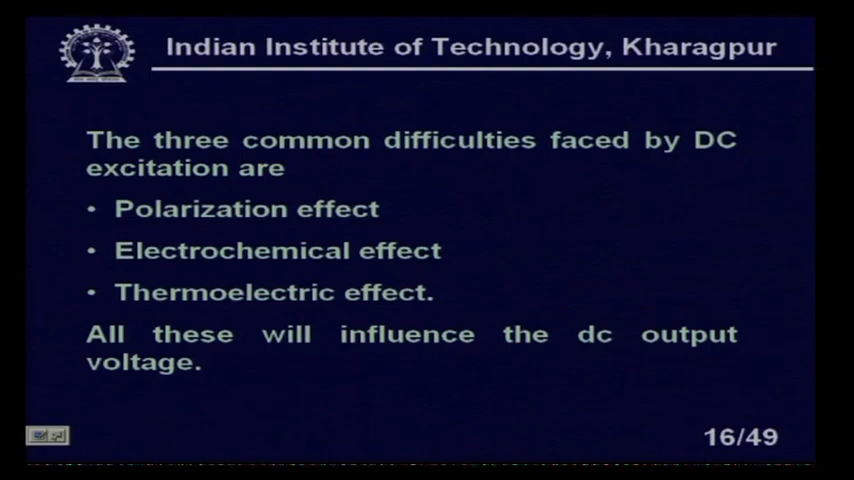 Indian Institute of Technology, Kharagpur
The three common difficulties faced by DC
excitation are
• Polarization effect
• Electrochemical effect
• Thermoelectric effect.
All these will influence the dc output
voltage.
16/49